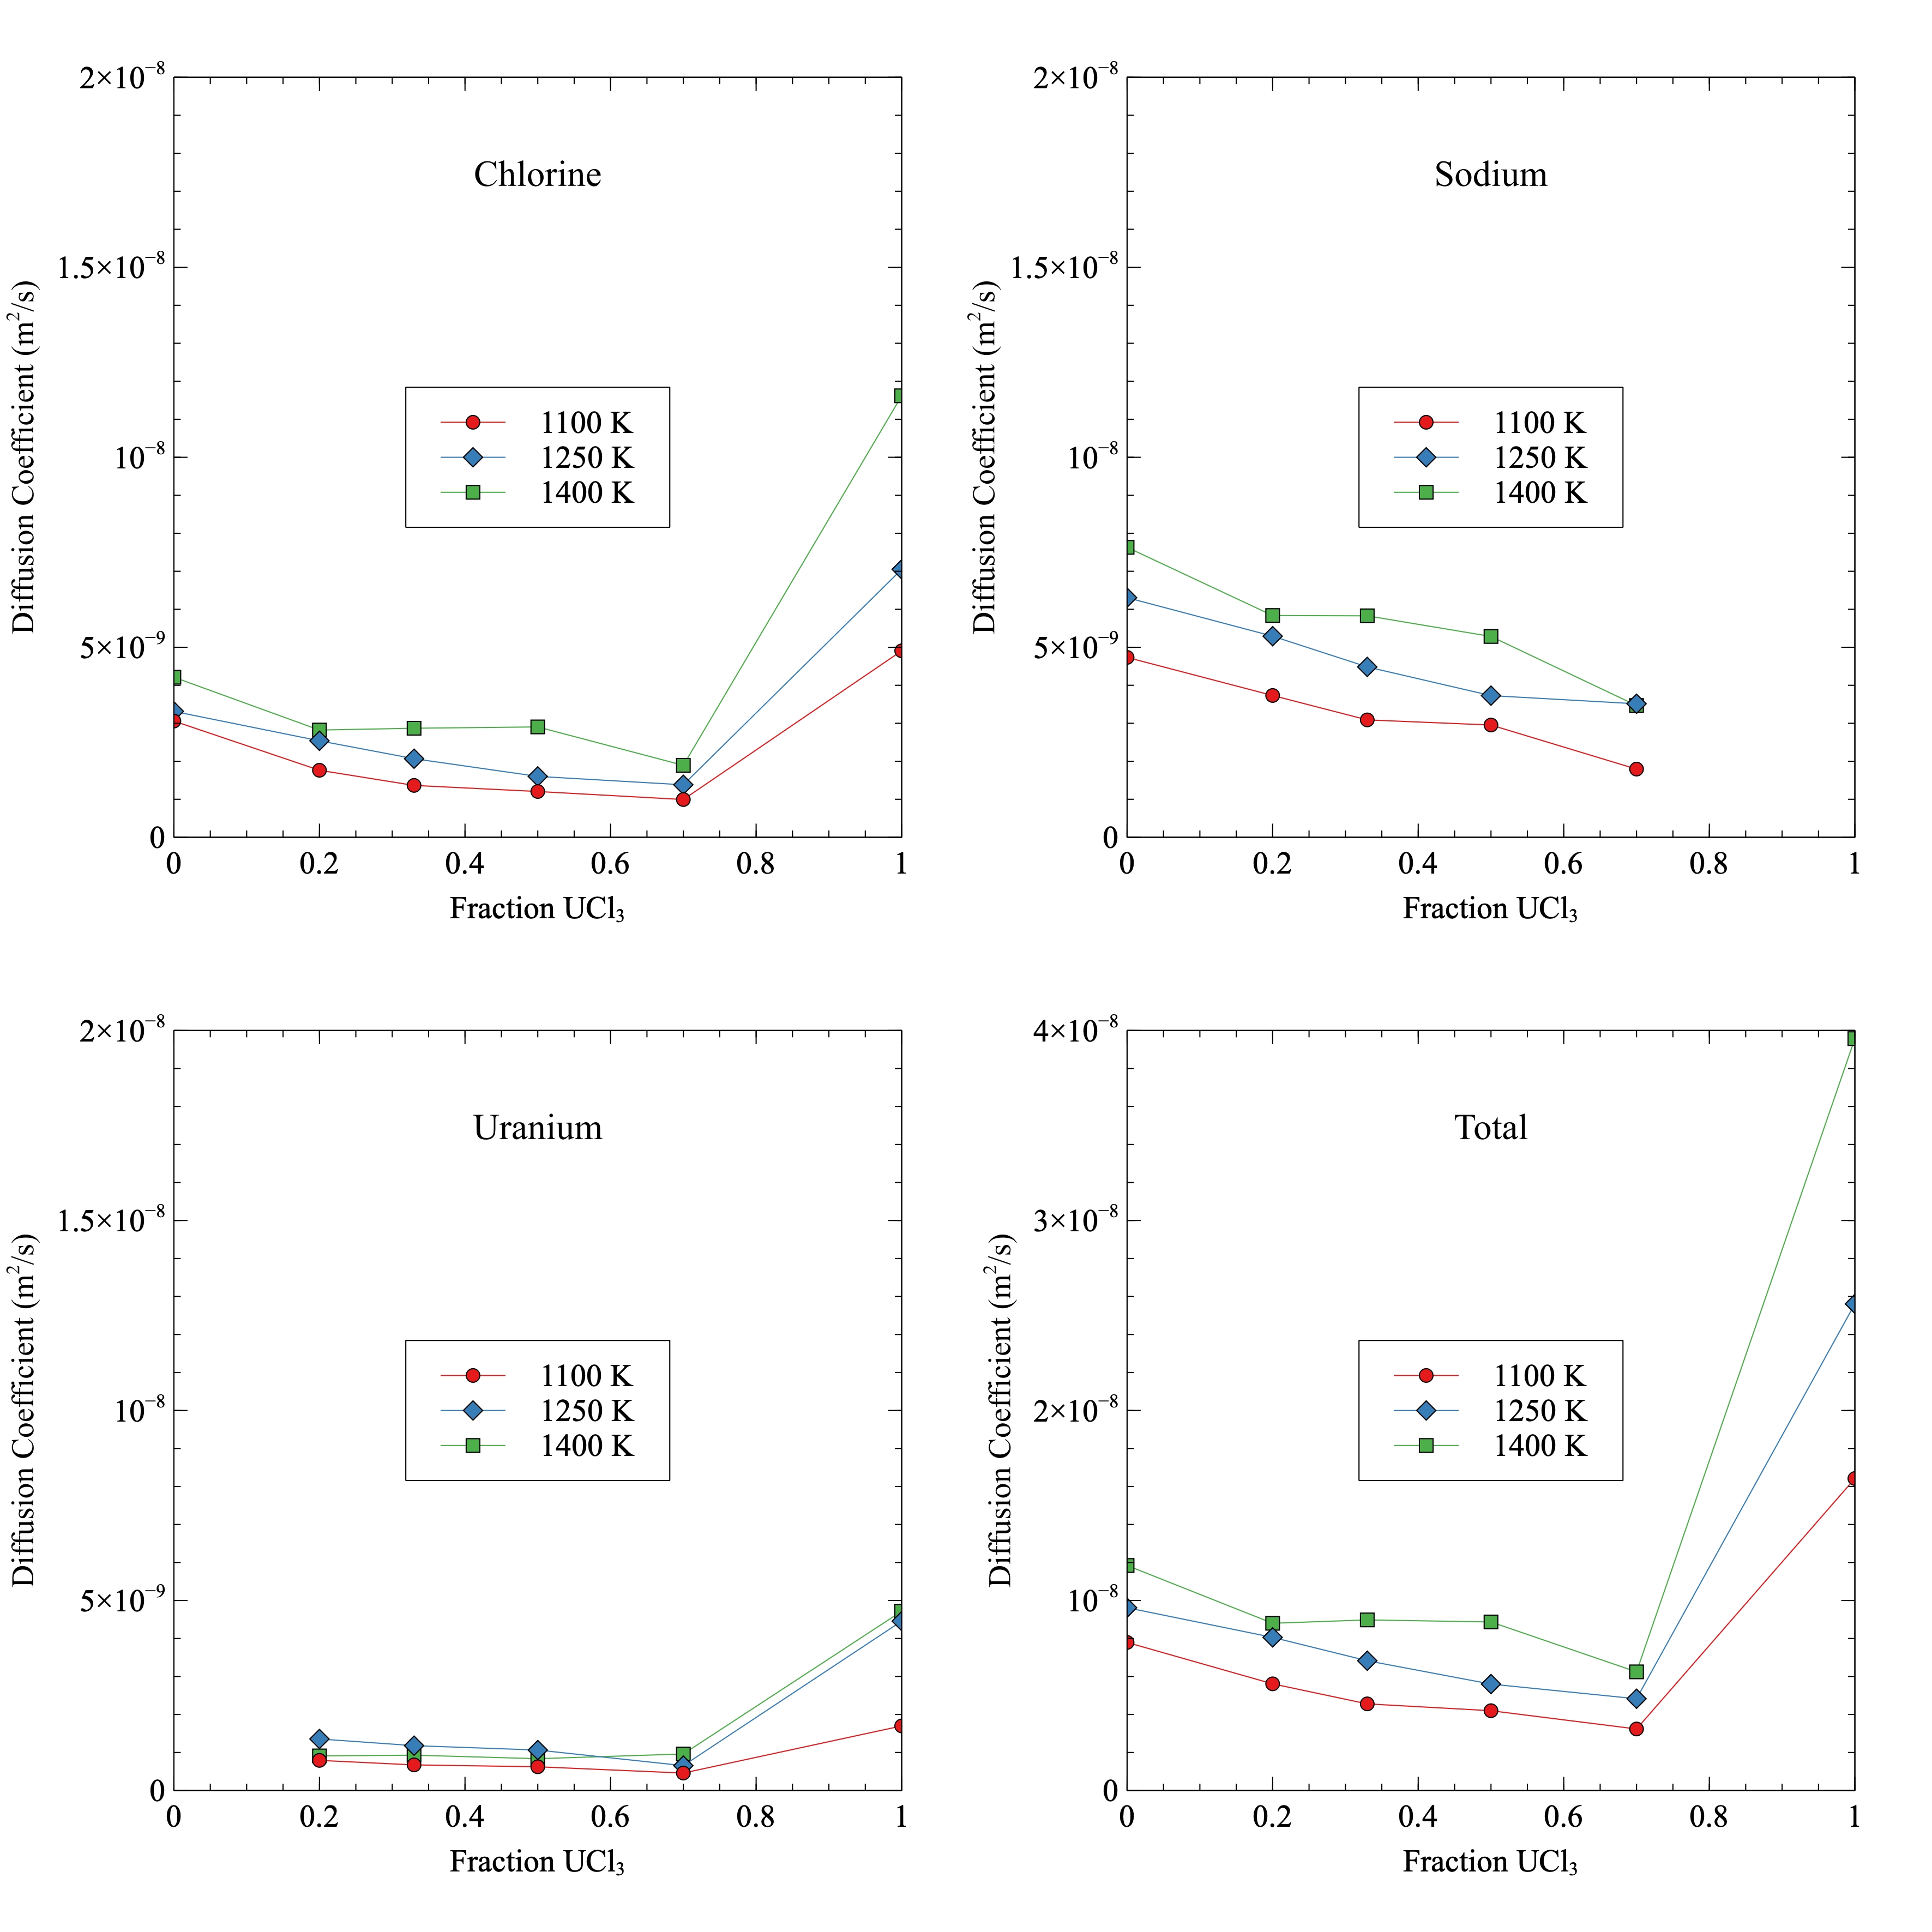 Chlorine
Diffusion Coefficient (m²/s)
2×10⁻⁸
1.5×10⁻⁸
10⁻⁸
5×10⁻⁹
0
1100 K
1250 K
1400 K
0 0.2 0.4 0.6 0.8 1
Fraction UCl₃
Sodium
Diffusion Coefficient (m²/s)
2×10⁻⁸
1.5×10⁻⁸
10⁻⁸
5×10⁻⁹
0
1100 K
1250 K
1400 K
0 0.2 0.4 0.6 0.8 1
Fraction UCl₃
Uranium
Diffusion Coefficient (m²/s)
2×10⁻⁸
1.5×10⁻⁸
10⁻⁸
5×10⁻⁹
0
1100 K
1250 K
1400 K
0 0.2 0.4 0.6 0.8 1
Fraction UCl₃
Total
Diffusion Coefficient (m²/s)
4×10⁻⁸
3×10⁻⁸
2×10⁻⁸
10⁻⁸
0
1100 K
1250 K
1400 K
0 0.2 0.4 0.6 0.8 1
Fraction UCl₃